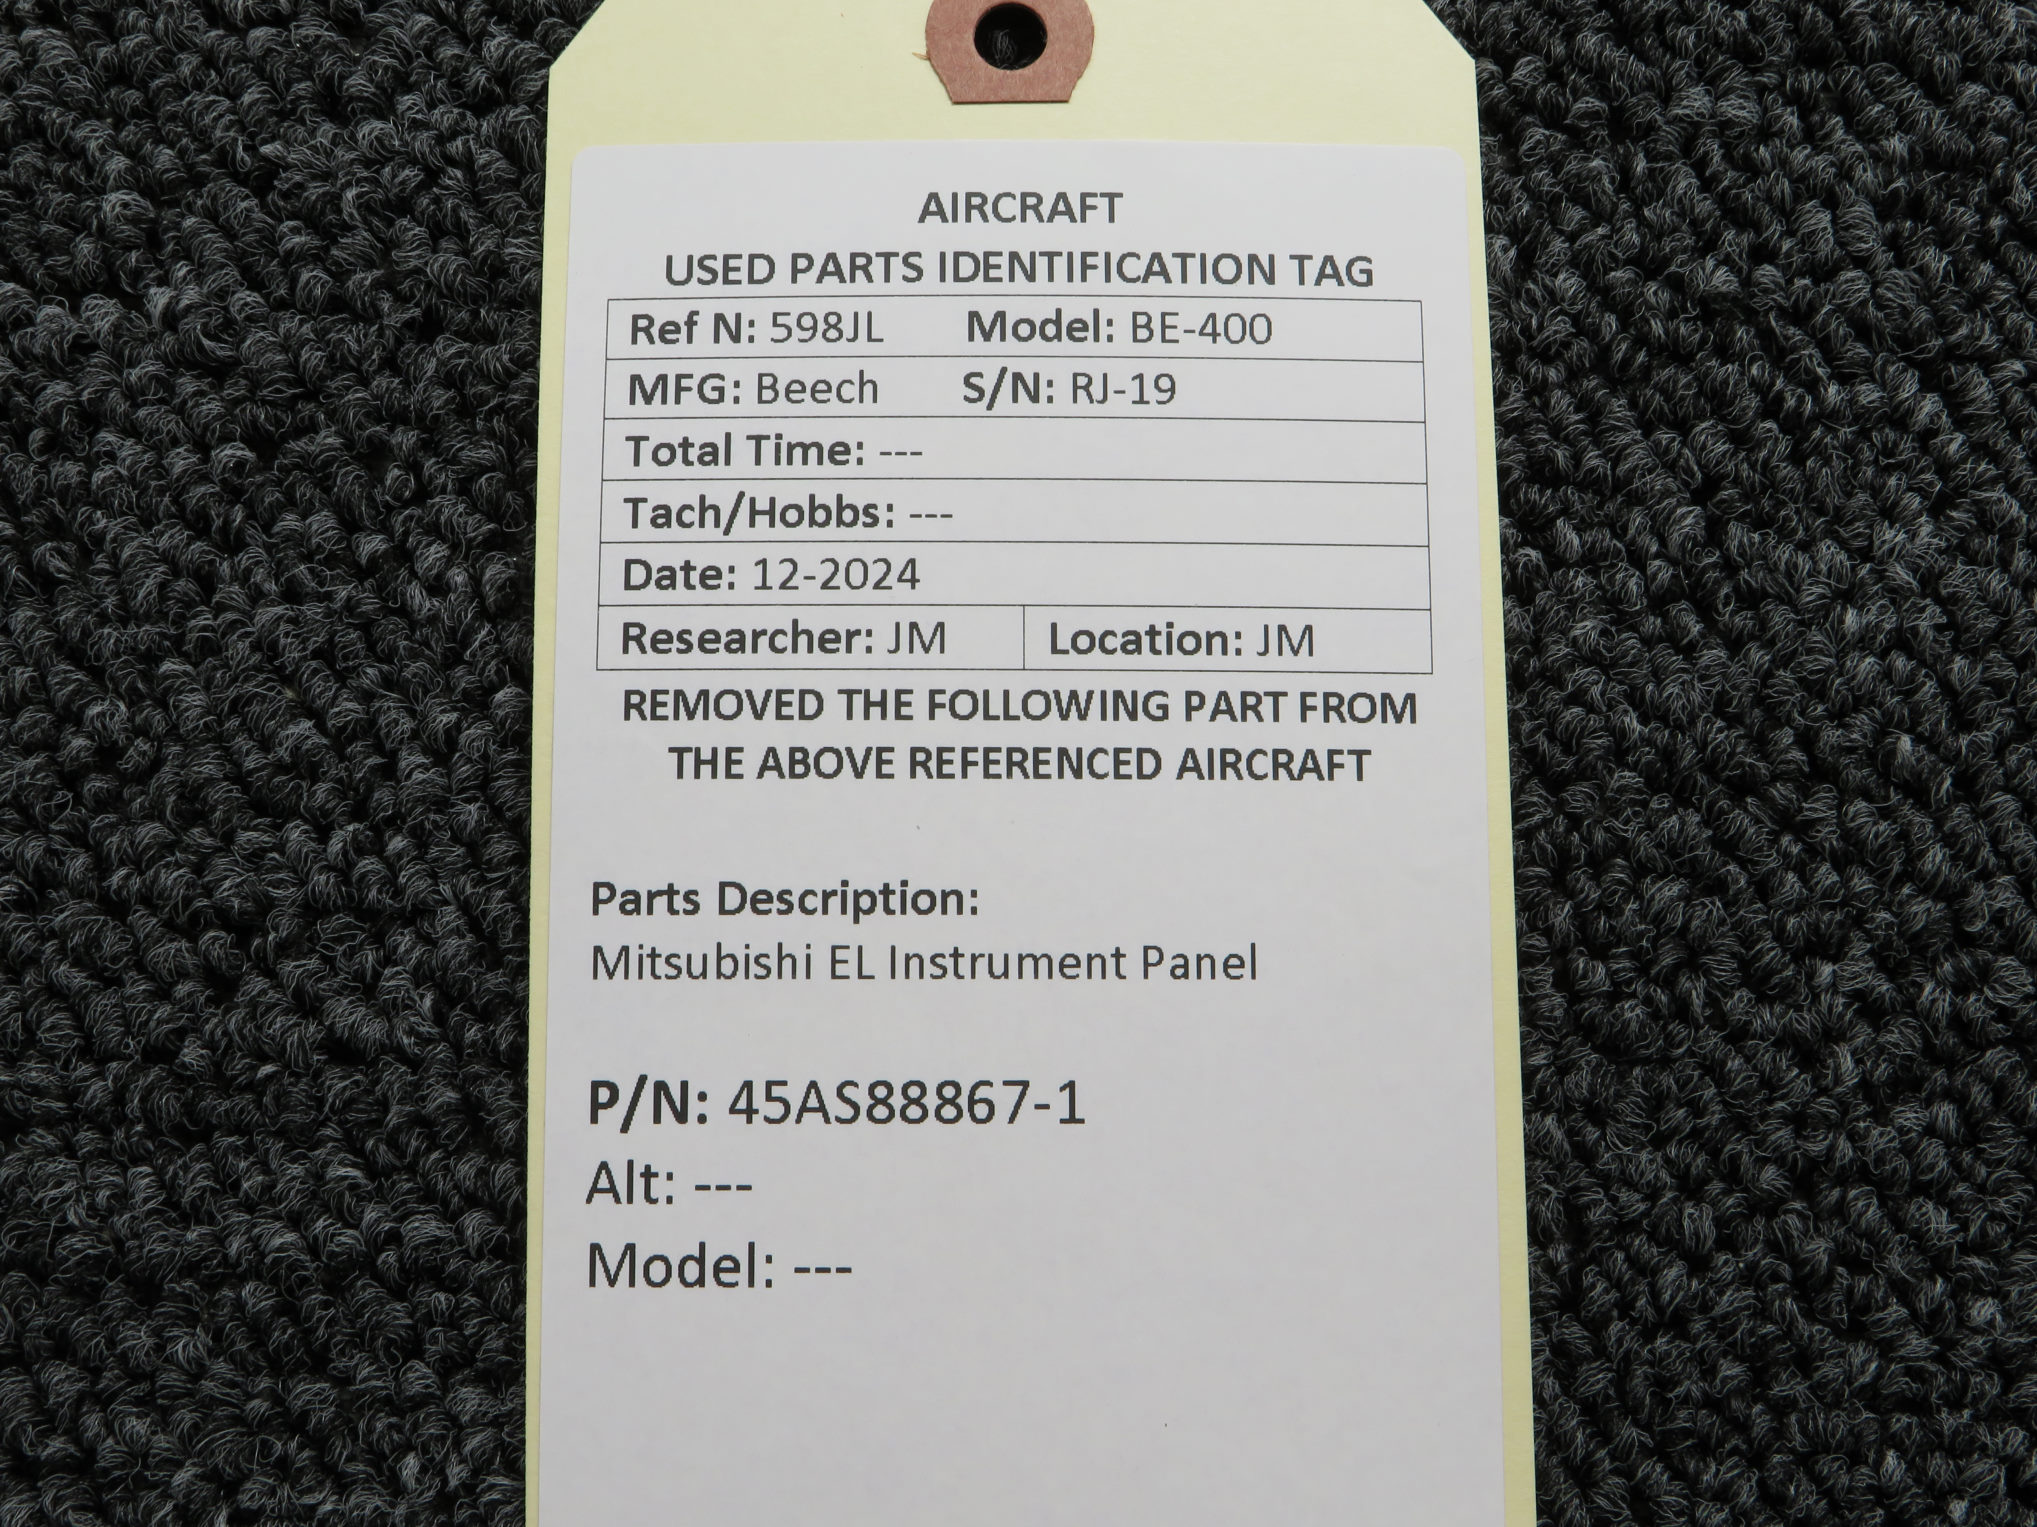 AIRCRAFT
USED PARTS IDENTIFICATION TAG
Ref N: 598JL Model: BE-400
MFG: Beech S/N: RJ-19
Total Time: ---
Tach/Hobbs: ---
Date: 12-2024
Researcher: JM Location: JM
REMOVED THE FOLLOWING PART FROM
THE ABOVE REFERENCED AIRCRAFT
Parts Description:
Mitsubishi EL Instrument Panel
P/N: 45AS88867-1
Alt: ---
Model: ---